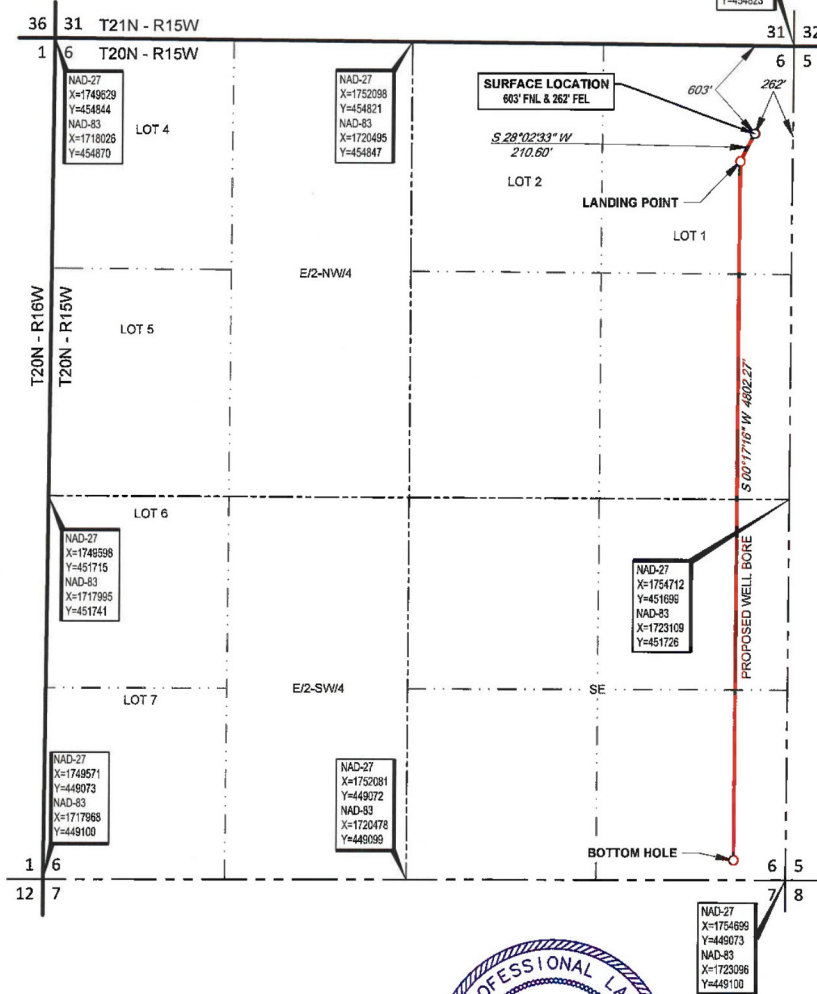 Y=454823
36 31 T21N - R15W
31 32
1 6 T20N - R15W
6 5
NAD-27
X=1749629
Y=454844
NAD-83
X=1718026
Y=454870
LOT 4
NAD-27
X=1752098
Y=454821
NAD-83
X=1720495
Y=454847
SURFACE LOCATION
603' FNL & 262' FEL
603'
262'
S 28°02'33" W
210.60'
LOT 2
LANDING POINT
LOT 1
E/2-NW/4
T20N - R16W
T20N - R15W
LOT 5
S 00°17'16" W 4802.27'
LOT 6
NAD-27
X=1749598
Y=451715
NAD-83
X=1717995
Y=451741
NAD-27
X=1754712
Y=451699
NAD-83
X=1723109
Y=451726
PROPOSED WELL BORE
LOT 7
E/2-SW/4
SE
NAD-27
X=1749571
Y=449073
NAD-83
X=1717968
Y=449100
NAD-27
X=1752081
Y=449072
NAD-83
X=1720478
Y=449099
BOTTOM HOLE
1 6
6 5
12 7
7 8
NAD-27
X=1754699
Y=449073
NAD-83
X=1723096
Y=449100
OFESSIONAL LA